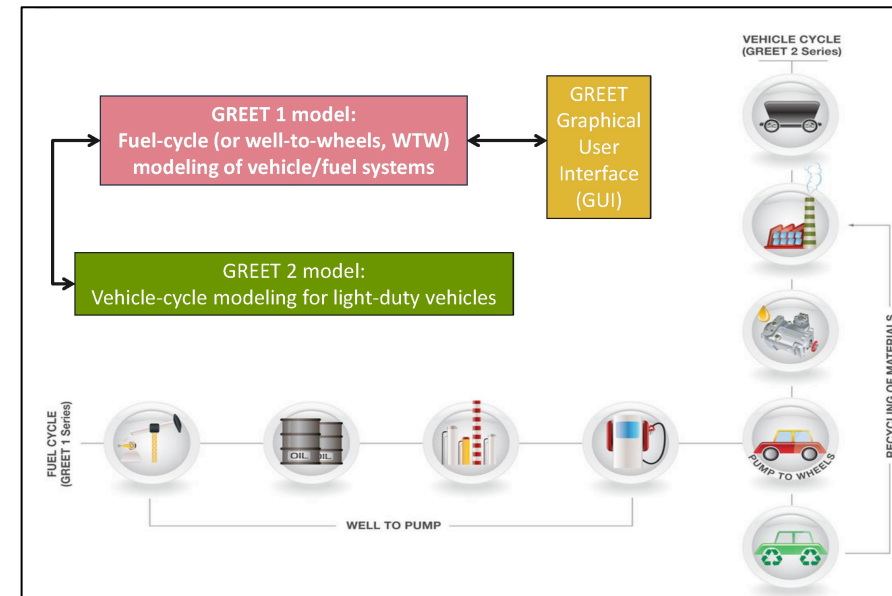 VEHICLE CYCLE
(GREET 2 Series)
GREET 1 model:
Fuel-cycle (or well-to-wheels, WTW)
modeling of vehicle/fuel systems
GREET
Graphical
User
Interface
(GUI)
GREET 2 model:
Vehicle-cycle modeling for light-duty vehicles
RECYCLING OF MATERIALS
FUEL CYCLE
(GREET 1 Series)
OIL
OIL
PUMP TO WHEELS
WELL TO PUMP